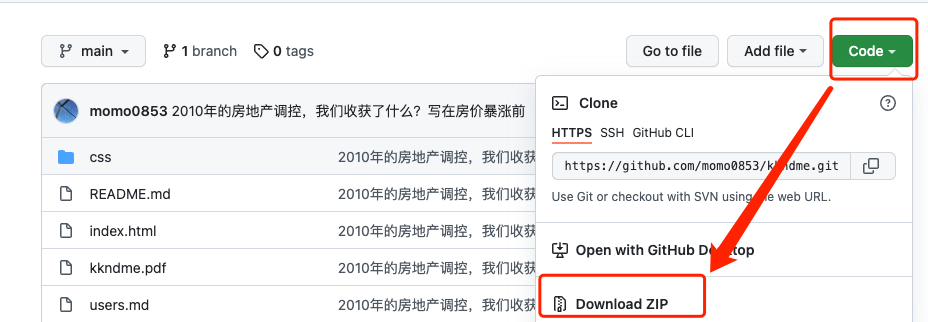 main 1 branch 0 tags Go to file Add file Code
momo0853 2010年的房地产调控，我们收获了什么？写在房价暴涨前
css 2010年的房地产调控，我们收获
README.md 2010年的房地产调控，我们收获
index.html 2010年的房地产调控，我们收获
kkndme.pdf 2010年的房地产调控，我们收获
users.md 2010年的房地产调控，我们收获
Clone
HTTPS SSH GitHub CLI
https://github.com/momo0853/kkndme.git
Use Git or checkout with SVN using the web URL.
Open with GitHub Desktop
Download ZIP